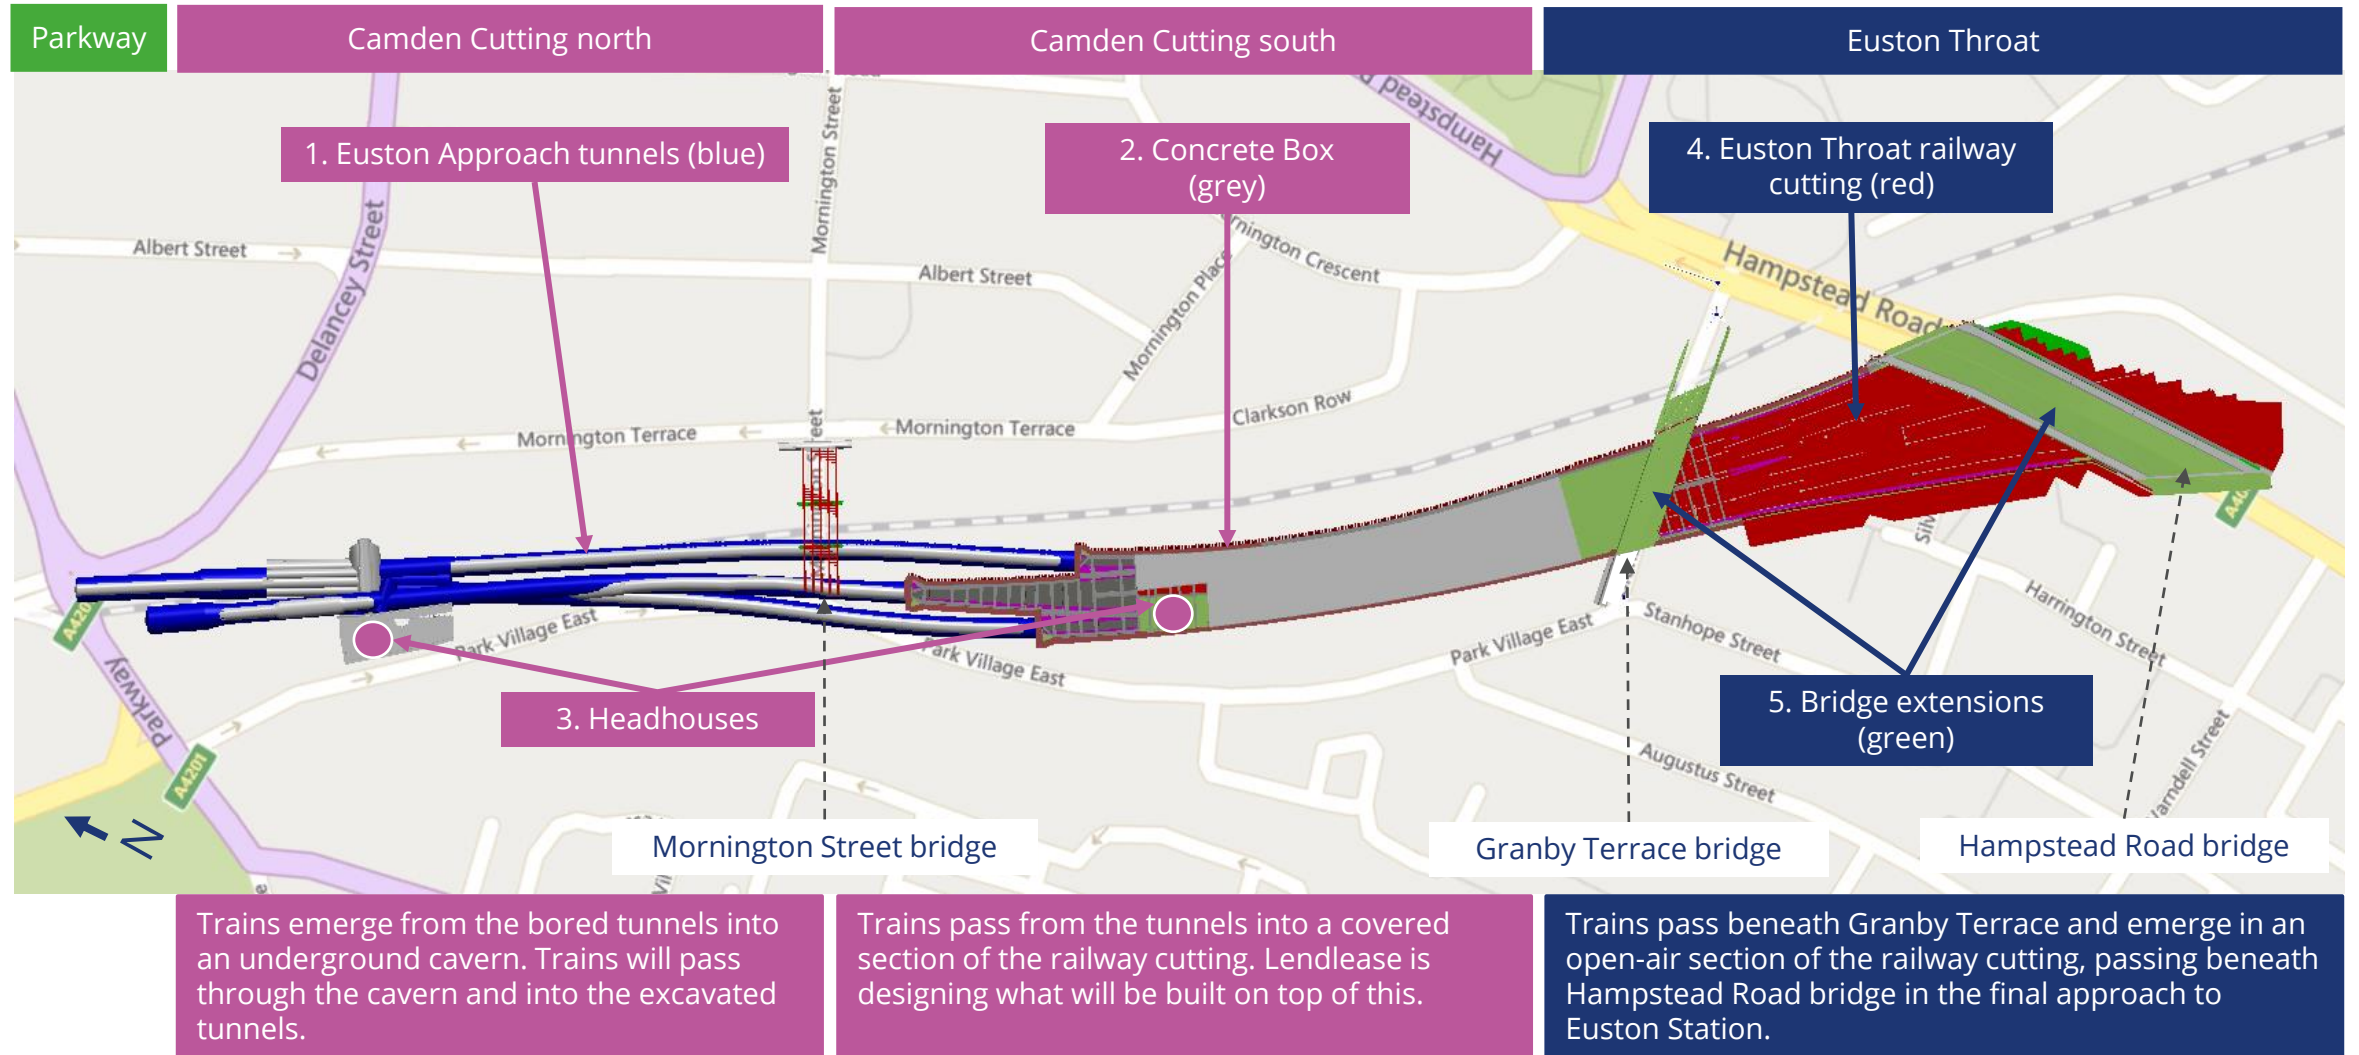 Parkway
Camden Cutting north
Camden Cutting south
Euston Throat
1. Euston Approach tunnels (blue)
2. Concrete Box
(grey)
4. Euston Throat railway
cutting (red)
Mornington Street
Hampstead
Delancey Street
Albert Street
Albert Street
Mornington Place
rnington Crescent
Hampstead Road
Mornington Terrace
Mornington Terrace
Clarkson Row
eet
A420
Park Village East
Park Village East
Park Village East
Stanhope Street
Harrington Street
Silv
A40
Parkway
A4201
3. Headhouses
5. Bridge extensions
(green)
Augustus Street
Varndell Street
N
Mornington Street bridge
Granby Terrace bridge
Hampstead Road bridge
Trains emerge from the bored tunnels into
an underground cavern. Trains will pass
through the cavern and into the excavated
tunnels.
Trains pass from the tunnels into a covered
section of the railway cutting. Lendlease is
designing what will be built on top of this.
Trains pass beneath Granby Terrace and emerge in an
open-air section of the railway cutting, passing beneath
Hampstead Road bridge in the final approach to
Euston Station.